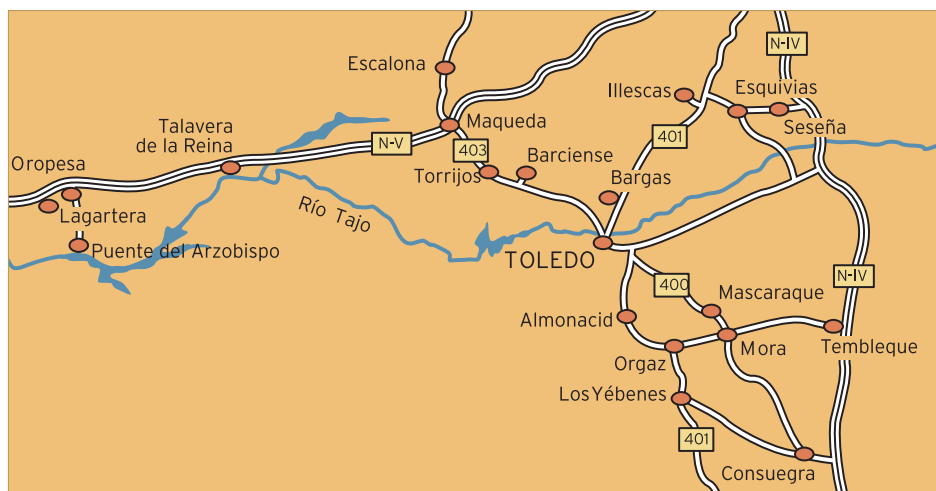 N-IV
Escalona
Illescas
Esquivias
Maqueda
Seseña
Talavera
de la Reina
N-V
401
403
Barciense
Oropesa
Torrijos
Bargas
Lagartera
Río Tajo
Puente del Arzobispo
TOLEDO
N-IV
400
Mascaraque
Almonacid
Mora
Tembleque
Orgaz
Los Yébenes
401
Consuegra